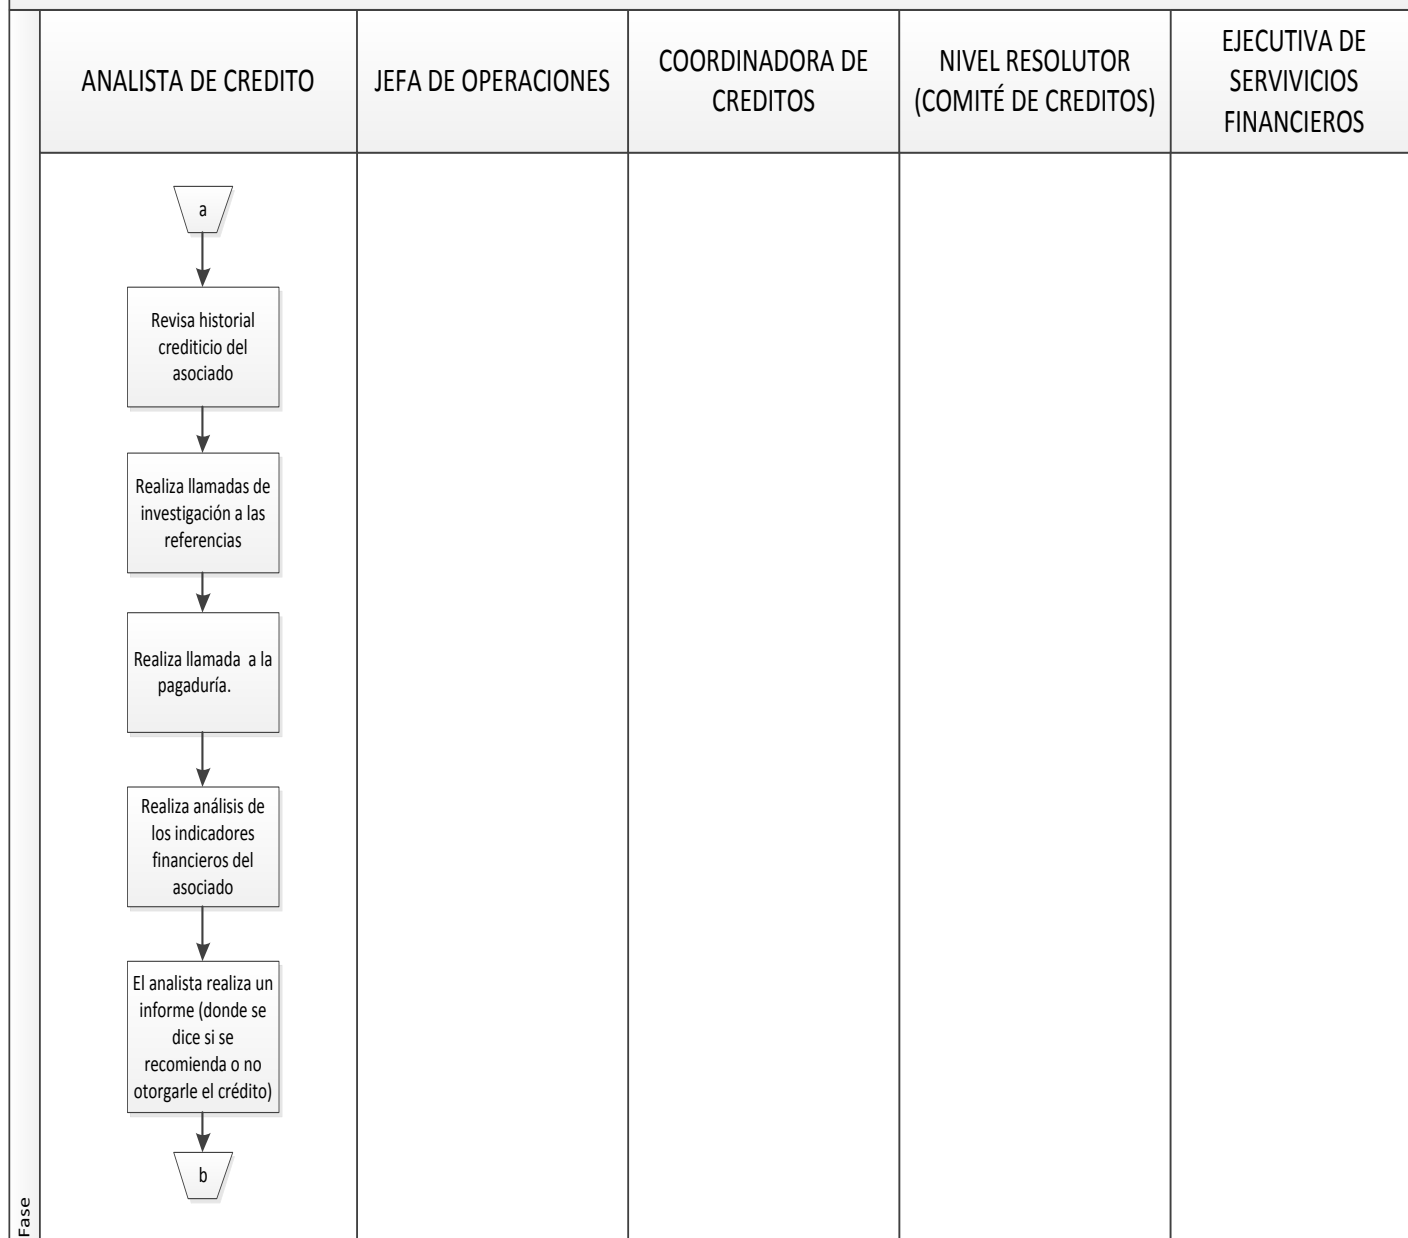 ANALISTA DE CREDITO
JEFA DE OPERACIONES
COORDINADORA DE
CREDITOS
NIVEL RESOLUTOR
(COMITÉ DE CREDITOS)
EJECUTIVA DE
SERVIVICIOS
FINANCIEROS
a
Revisa historial
crediticio del
asociado
Realiza llamadas de
investigación a las
referencias
Realiza llamada a la
pagaduría.
Realiza análisis de
los indicadores
financieros del
asociado
El analista realiza un
informe (donde se
dice si se
recomienda o no
otorgarle el crédito)
b
Fase